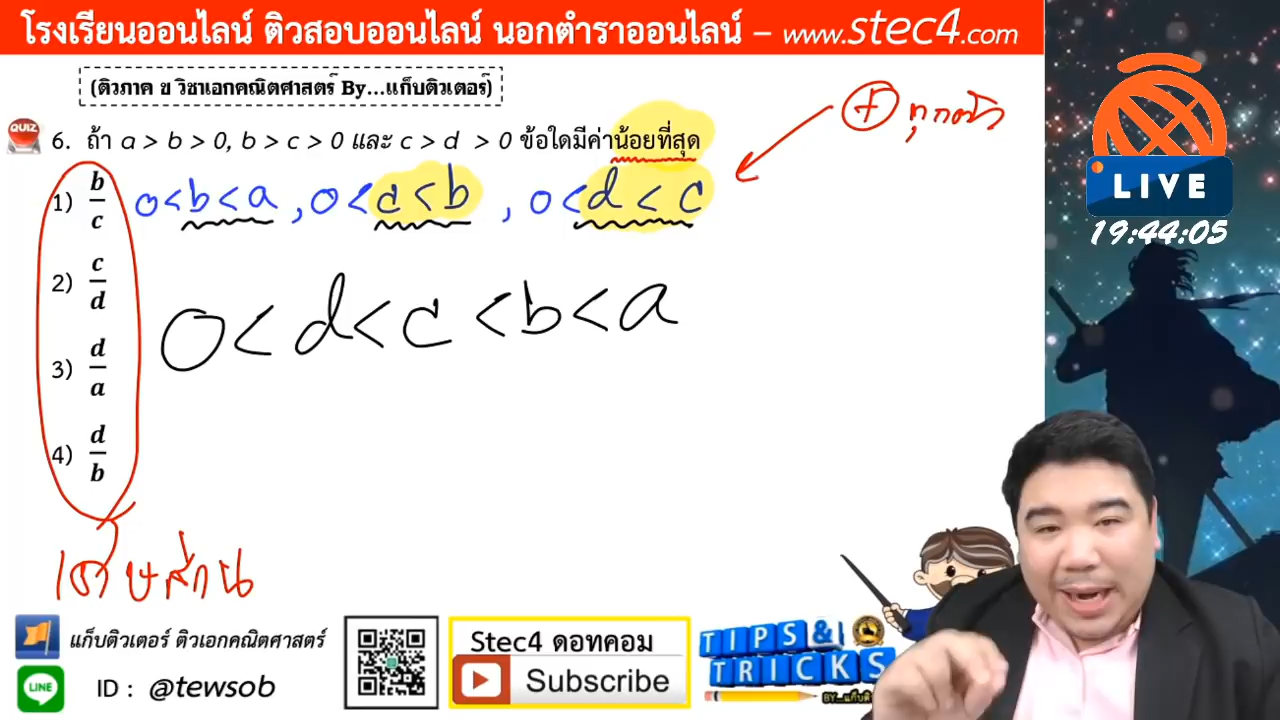 โรงเรียนออนไลน์ ติวสอบออนไลน์ นอกตำราออนไลน์ – www.stec4.com
(ติวภาค ข วิชาเอกคณิตศาสตร์ By...แก็บติวเตอร์)
+ ทุกตัว
QUIZ 6. ถ้า a > b > 0, b > c > 0 และ c > d > 0 ข้อใดมีค่าน้อยที่สุด
LIVE
19:44:05
1) b/c
0<b<a , 0<c<b , 0<d<c
2) c/d
0<d<c<b<a
3) d/a
4) d/b
เศษส่วน
แก็บติวเตอร์ ติวเอกคณิตศาสตร์
LINE ID : @tewsob
Stec4 ดอทคอม
Subscribe
TIPS &
TRICKS